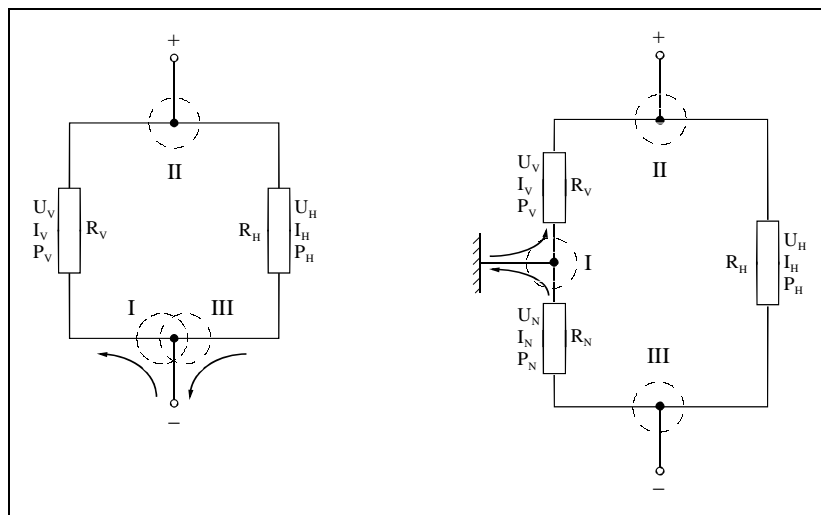 +
II
U_V
I_V
P_V
R_V
R_H
U_H
I_H
P_H
I
III
−
+
II
U_V
I_V
P_V
R_V
I
U_N
I_N
P_N
R_N
R_H
U_H
I_H
P_H
III
−